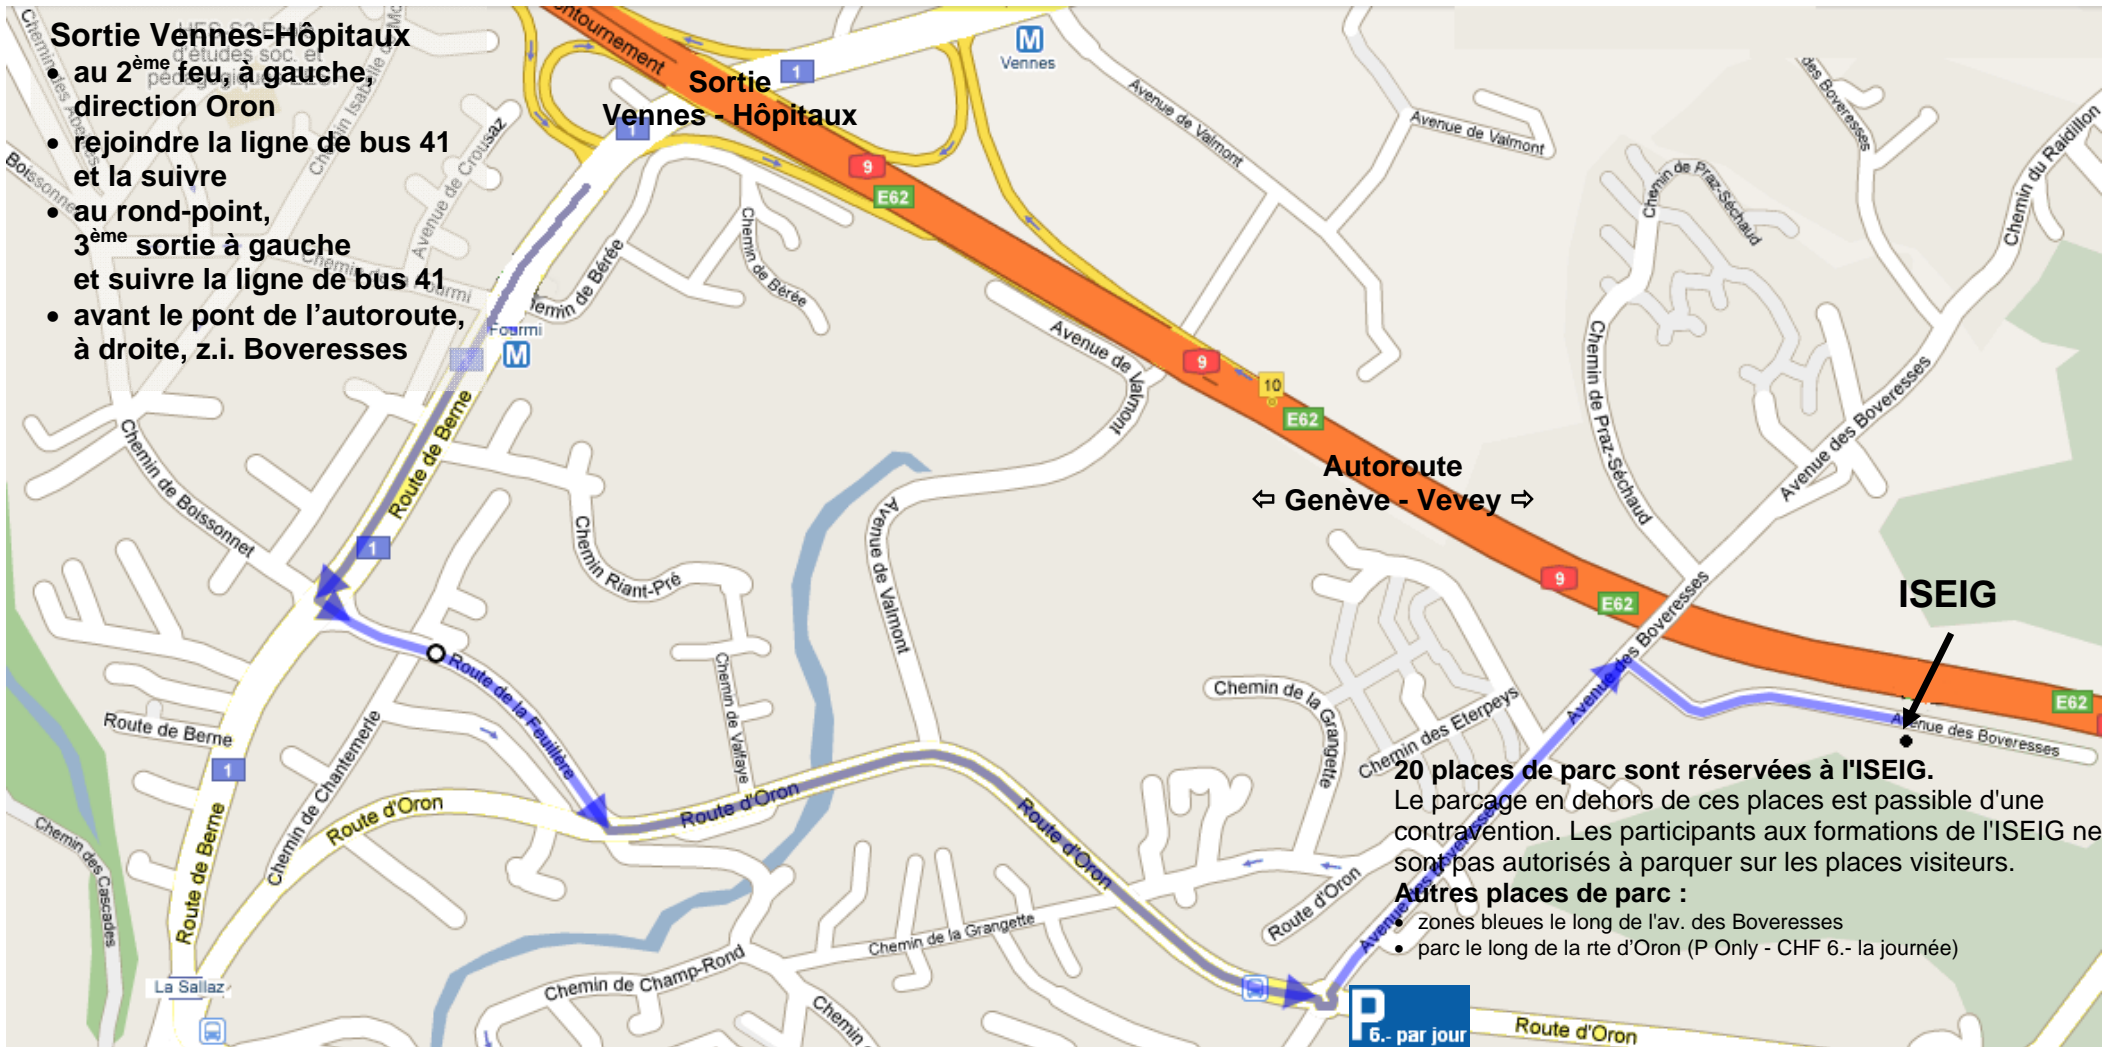 Sortie Vennes-Hôpitaux
• au 2ème feu, à gauche,
direction Oron
• rejoindre la ligne de bus 41
et la suivre
• au rond-point,
3ème sortie à gauche
et suivre la ligne de bus 41
• avant le pont de l'autoroute,
à droite, z.i. Boveresses
Avenue de Crousaz
contournement
1
Sortie
Vennes - Hôpitaux
1
M
Vennes
9
E62
Avenue de Valmont
Avenue de Valmont
des Boveresses
Chemin du Raidillon
Chemin de Praz-Séchaud
Chemin de Praz-Séchaud
Chemin de Bérée
Chemin de Bérée
Fourmi
M
Avenue de Valmont
9
10
E62
Autoroute
⇦ Genève - Vevey ⇨
Avenue des Boveresses
Route de Berne
Chemin de Boissonnet
1
Chemin Riant-Pré
Avenue de Valmont
9
E62
Avenue des Boveresses
ISEIG
E62
Avenue des Boveresses
Route de la Feuillère
Chemin de Valfaye
Chemin de la Grangette
Chemin des Eterpeys
Route de Berne
1
Chemin de Chantemerle
Route d'Oron
Route d'Oron
Route d'Oron
Route de Berne
Chemin des Cascades
20 places de parc sont réservées à l'ISEIG.
Le parcage en dehors de ces places est passible d'une
contravention. Les participants aux formations de l'ISEIG ne
sont pas autorisés à parquer sur les places visiteurs.
Autres places de parc :
• zones bleues le long de l'av. des Boveresses
• parc le long de la rte d'Oron (P Only - CHF 6.- la journée)
Avenue des Boveresses
Route d'Oron
Chemin de la Grangette
Chemin de Champ-Rond
Chemin
La Sallaz
P
6.- par jour
Route d'Oron